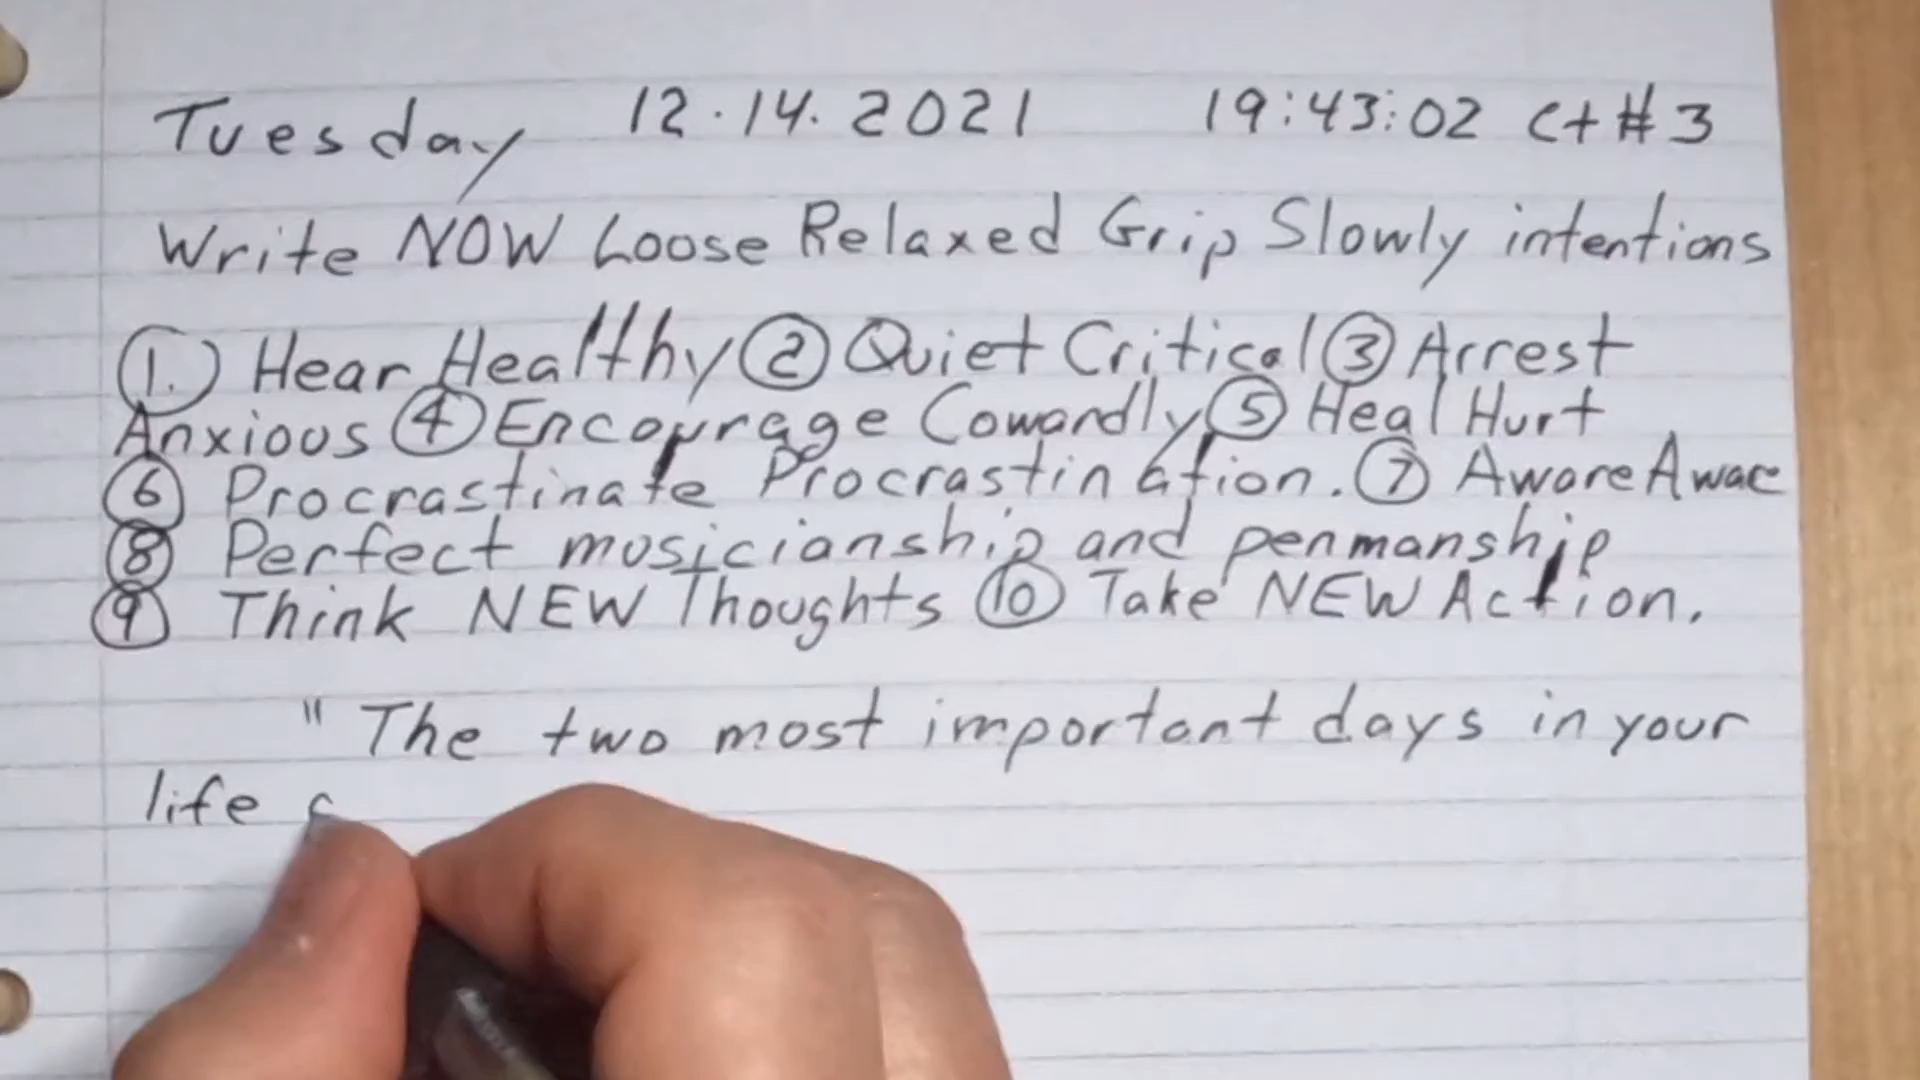 Tuesday 12.14.2021 19:43:02 Ct #3
Write NOW Loose Relaxed Grip Slowly intentions
1. Hear Healthy 2 Quiet Critical 3 Arrest
Anxious 4 Encourage Cowardly 5 Heal Hurt
6 Procrastinate Procrastination. 7 Aware Aware
8 Perfect musicianship and penmanship
9 Think NEW Thoughts 10 Take NEW Action.
"The two most important days in your
life